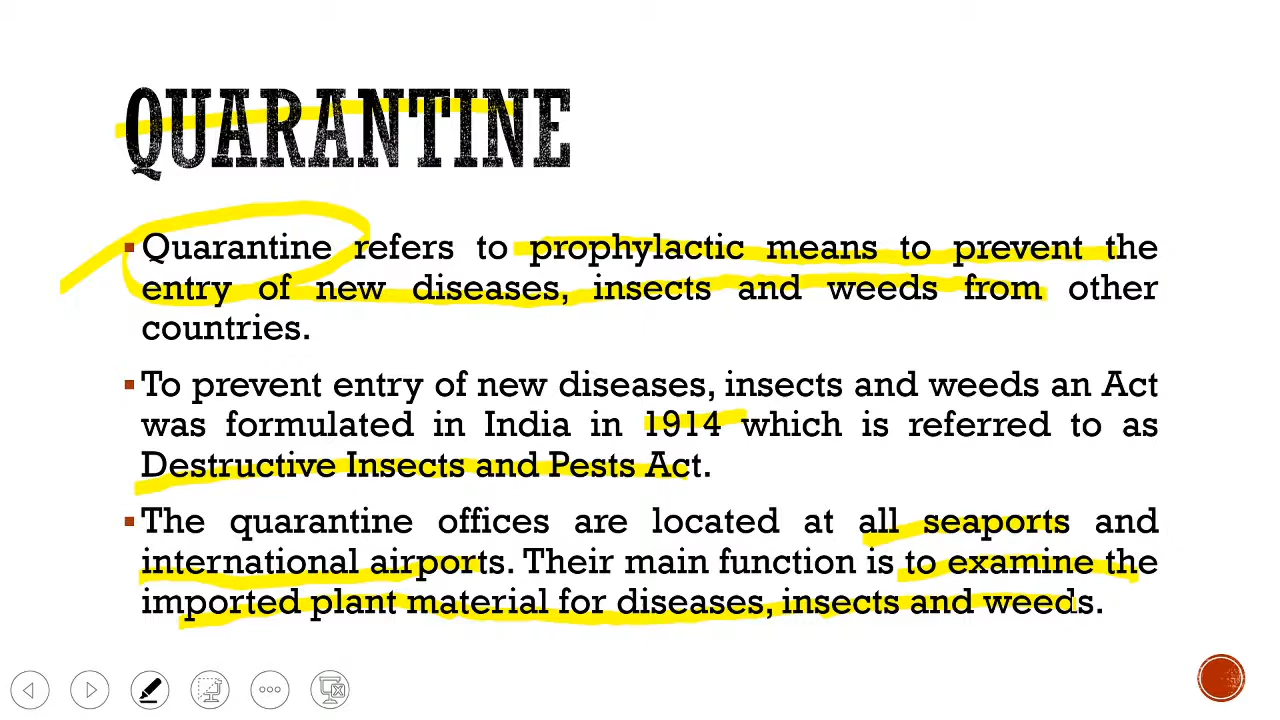 QUARANTINE
▪Quarantine refers to prophylactic means to prevent the
entry of new diseases, insects and weeds from other
countries.
▪To prevent entry of new diseases, insects and weeds an Act
was formulated in India in 1914 which is referred to as
Destructive Insects and Pests Act.
▪The quarantine offices are located at all seaports and
international airports. Their main function is to examine the
imported plant material for diseases, insects and weeds.